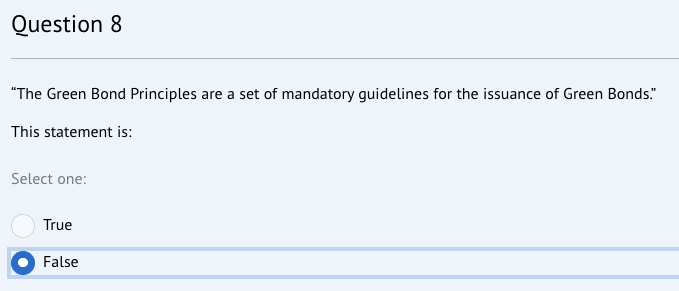 Question 8
“The Green Bond Principles are a set of mandatory guidelines for the issuance of Green Bonds.”
This statement is:
Select one:
True
False